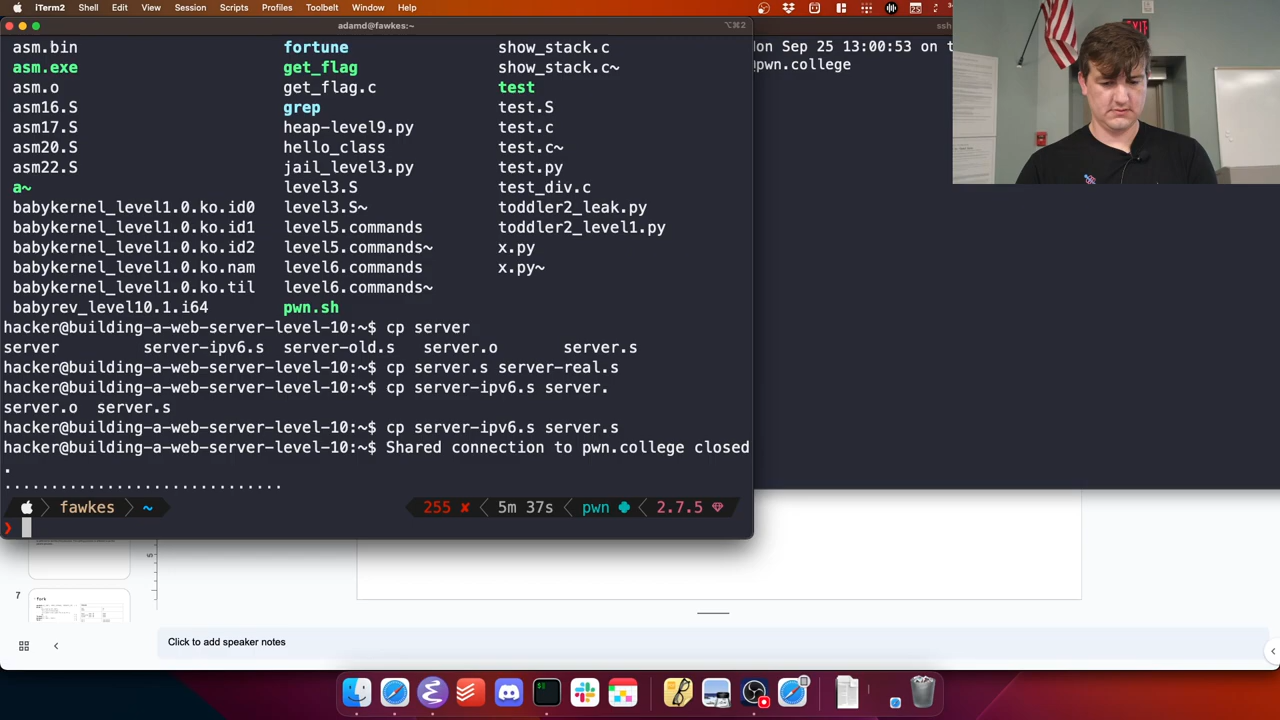 iTerm2 Shell Edit View Session Scripts Profiles Toolbelt Window Help
adamd@fawkes:~ ⌥⌘2
ssh
asm.bin fortune show_stack.c
asm.exe get_flag show_stack.c~
asm.o get_flag.c test
asm16.S grep test.S
asm17.S heap-level9.py test.c
asm20.S hello_class test.c~
asm22.S jail_level3.py test.py
a~ level3.S test_div.c
babykernel_level1.0.ko.id0 level3.S~ toddler2_leak.py
babykernel_level1.0.ko.id1 level5.commands toddler2_level1.py
babykernel_level1.0.ko.id2 level5.commands~ x.py
babykernel_level1.0.ko.nam level6.commands x.py~
babykernel_level1.0.ko.til level6.commands~
babyrev_level10.1.i64 pwn.sh
hacker@building-a-web-server-level-10:~$ cp server
server server-ipv6.s server-old.s server.o server.s
hacker@building-a-web-server-level-10:~$ cp server.s server-real.s
hacker@building-a-web-server-level-10:~$ cp server-ipv6.s server.
server.o server.s
hacker@building-a-web-server-level-10:~$ cp server-ipv6.s server.s
hacker@building-a-web-server-level-10:~$ Shared connection to pwn.college closed
.
..............................
fawkes ~ 255 ✘ 5m 37s pwn 2.7.5
❯
on Sep 25 13:00:53 on t
@pwn.college
EXIT
7
fork
Click to add speaker notes